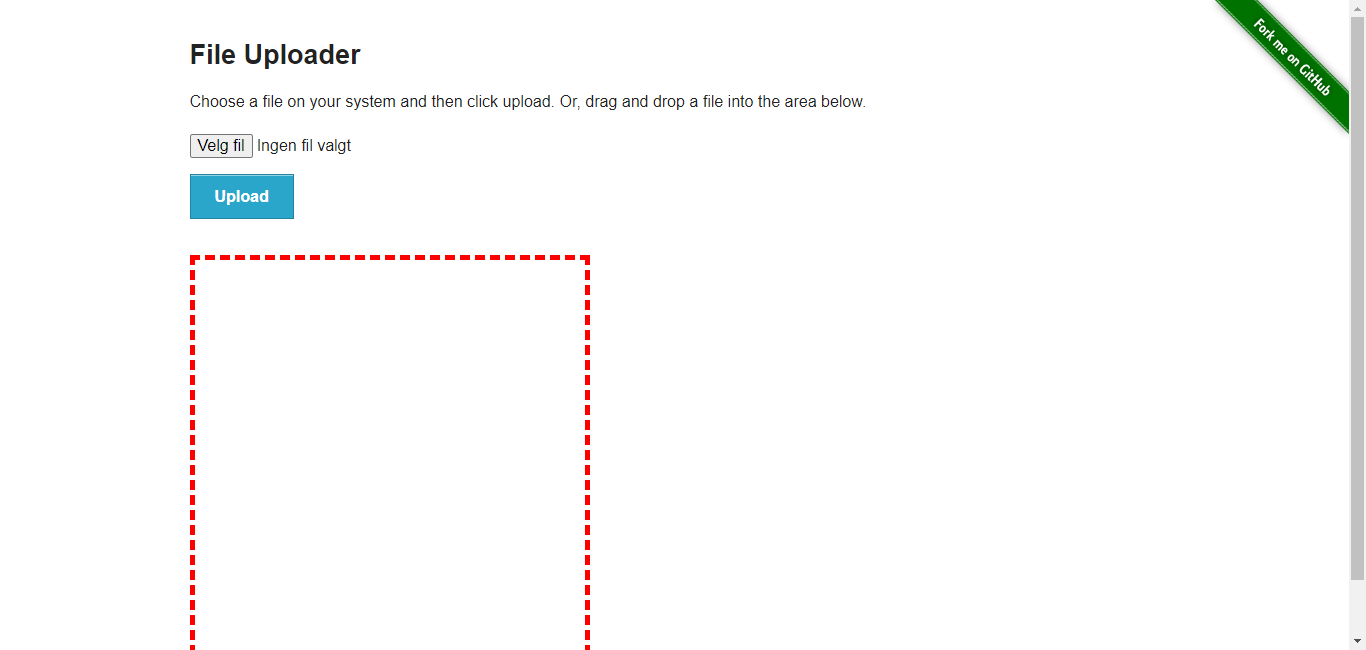 File Uploader
Choose a file on your system and then click upload. Or, drag and drop a file into the area below.
Velg fil Ingen fil valgt
Upload
Fork me on GitHub